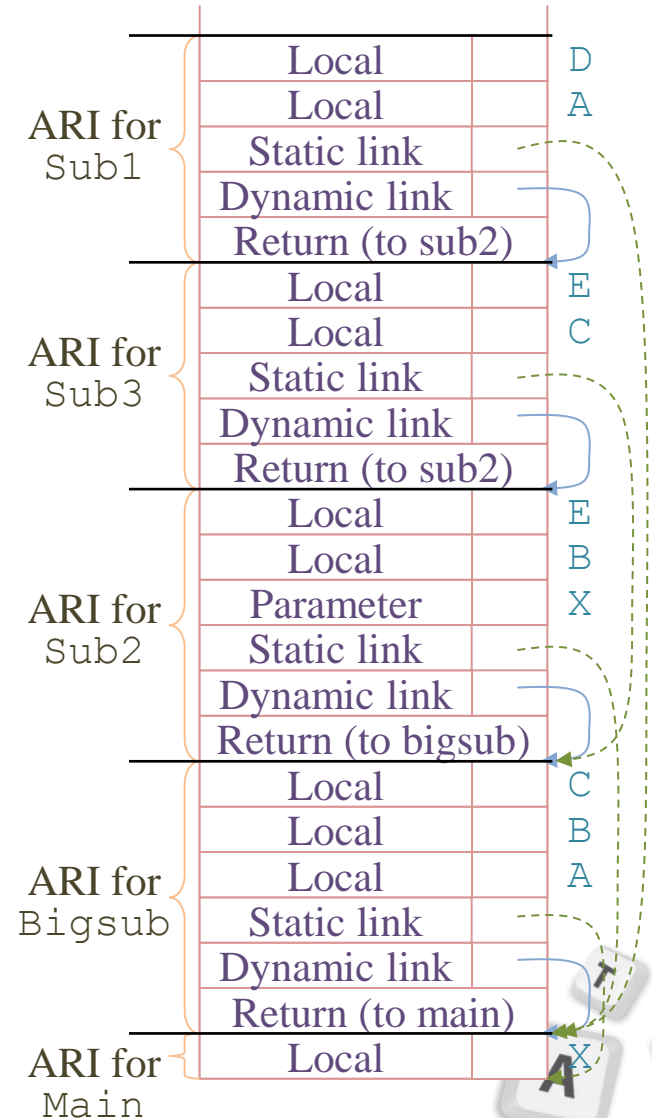 Local D
Local A
ARI for
Sub1
Static link
Dynamic link
Return (to sub2)
Local E
Local C
ARI for
Sub3
Static link
Dynamic link
Return (to sub2)
Local E
Local B
ARI for
Sub2
Parameter X
Static link
Dynamic link
Return (to bigsub)
Local C
Local B
Local A
ARI for
Bigsub
Static link
Dynamic link
Return (to main)
ARI for
Main
Local X
T
A